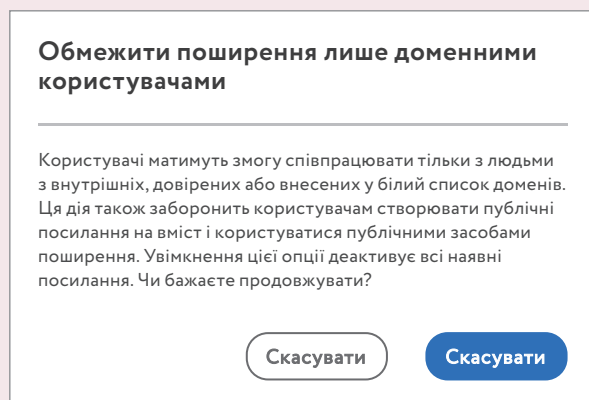 Обмежити поширення лише доменними
користувачами
Користувачі матимуть змогу співпрацювати тільки з людьми
з внутрішніх, довірених або внесених у білий список доменів.
Ця дія також заборонить користувачам створювати публічні
посилання на вміст і користуватися публічними засобами
поширення. Увімкнення цієї опції деактивує всі наявні
посилання. Чи бажаєте продовжувати?
Скасувати
Скасувати